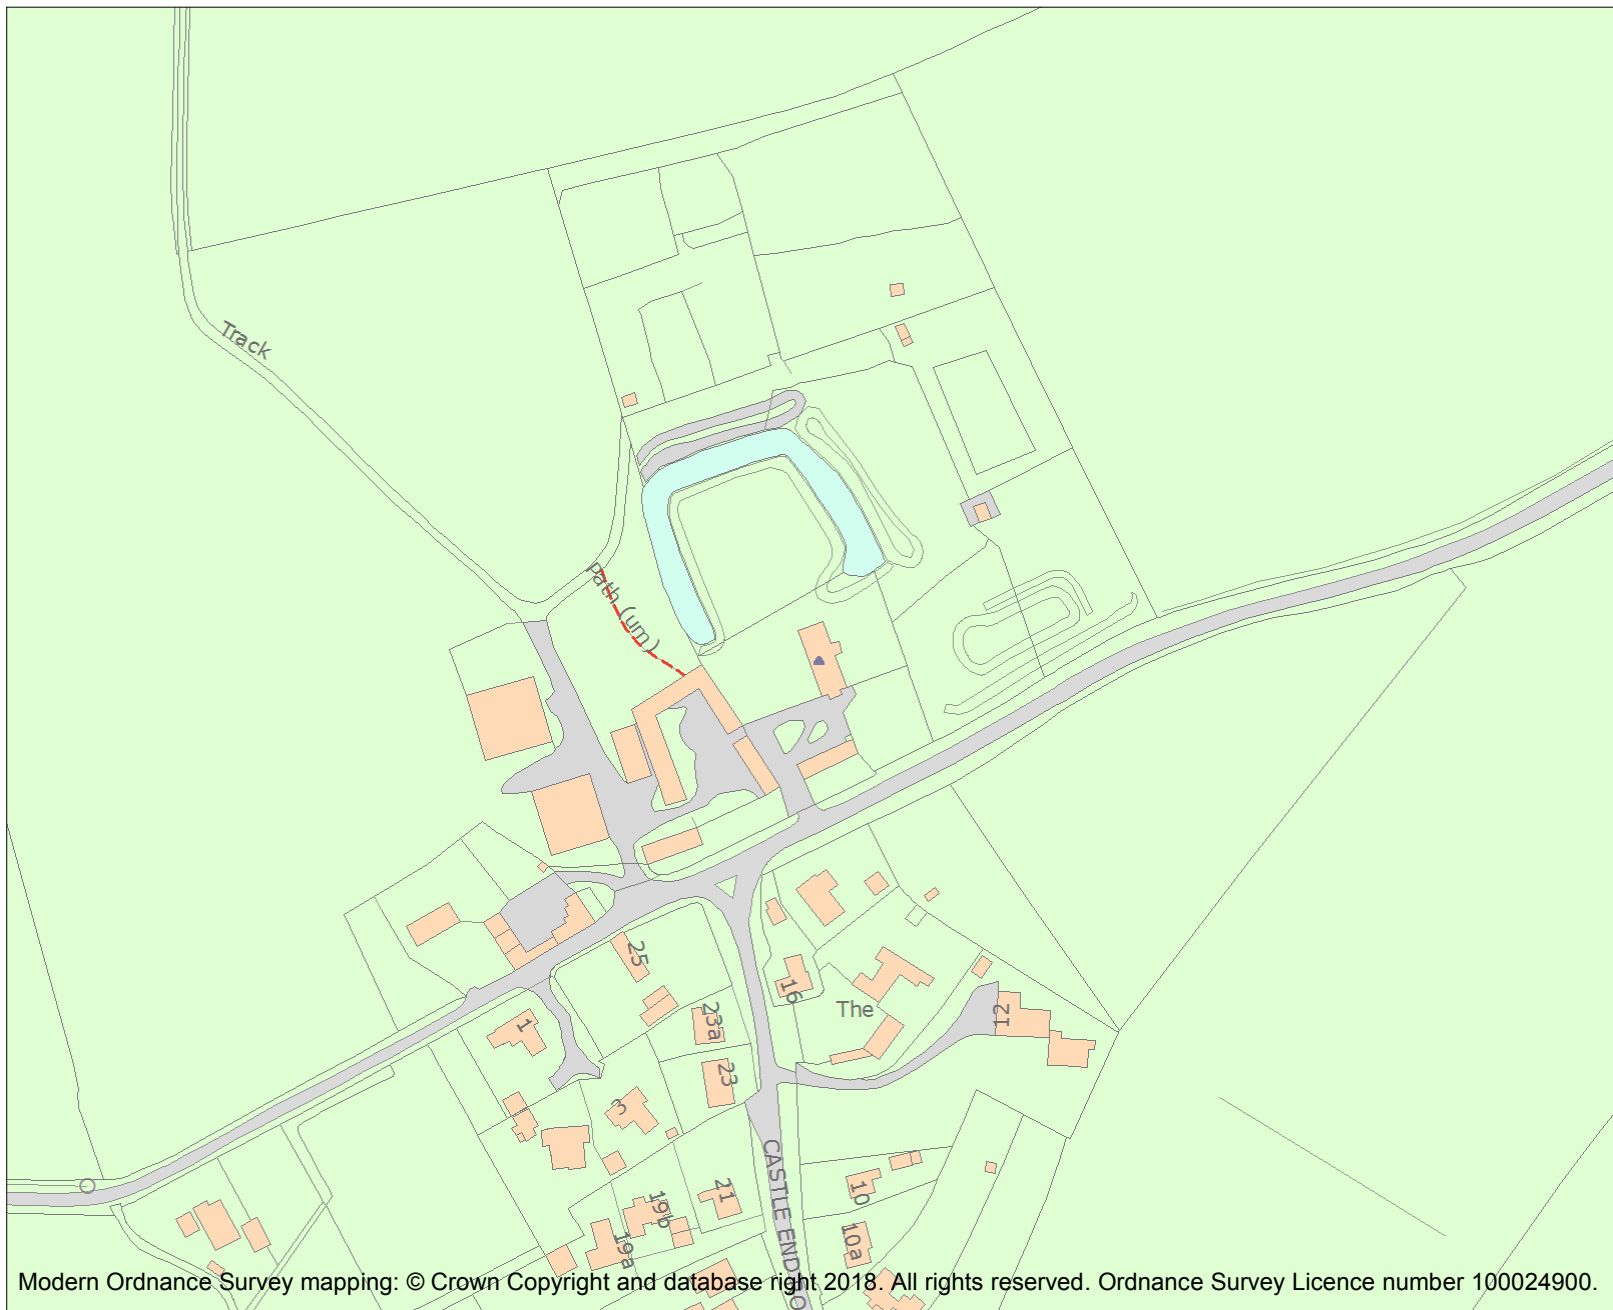 Track
Path (um)
25
16
The
12
1
23a
23
3
CASTLE END RO
21
10
19b
19a
10a
Modern Ordnance Survey mapping: © Crown Copyright and database right 2018. All rights reserved. Ordnance Survey Licence number 100024900.